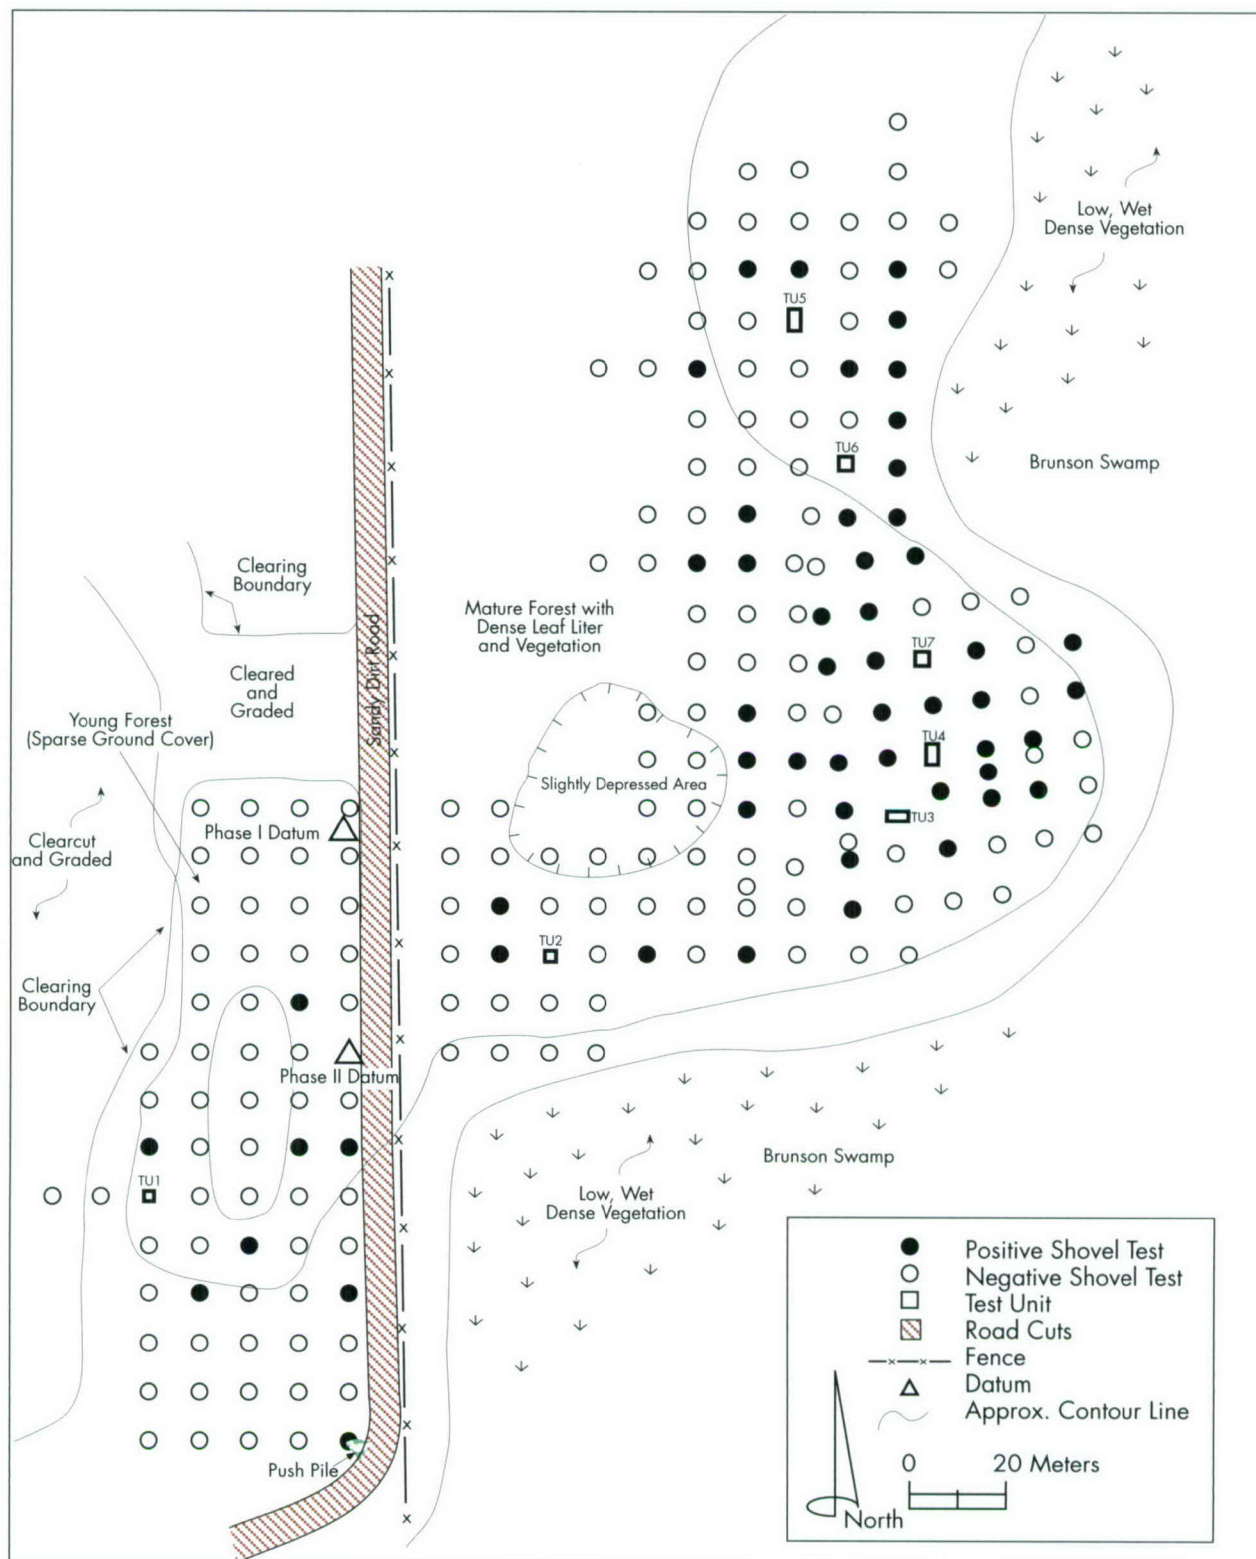 Low, Wet
Dense Vegetation
TU5
TU6
Brunson Swamp
Clearing
Boundary
Mature Forest with
Dense Leaf Liter
and Vegetation
Sandy Dirt Road
TU7
Cleared
and
Graded
Young Forest
(Sparse Ground Cover)
TU4
Slightly Depressed Area
TU3
Phase I Datum
Clearcut
and Graded
TU2
Clearing
Boundary
Phase II Datum
Brunson Swamp
TU1
Low, Wet
Dense Vegetation
Push Pile
Positive Shovel Test
Negative Shovel Test
Test Unit
Road Cuts
Fence
Datum
Approx. Contour Line
0 20 Meters
North